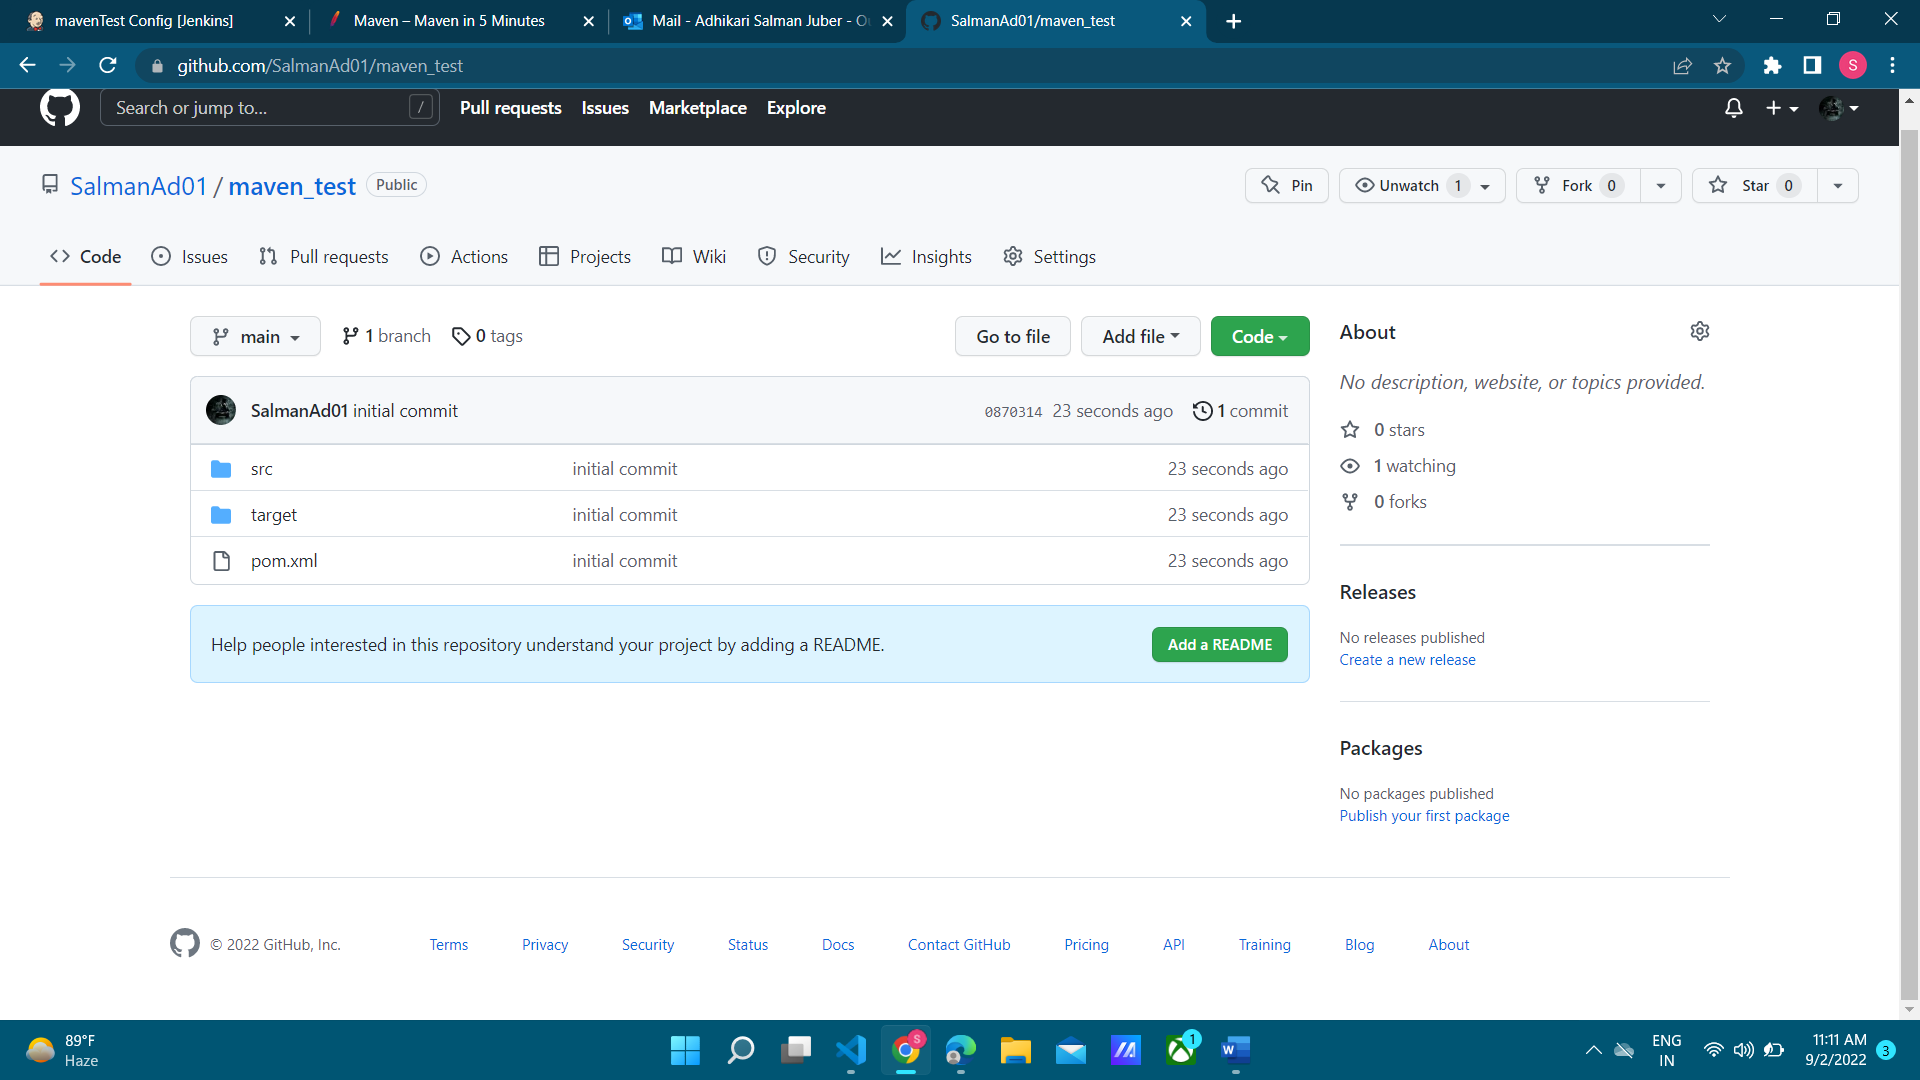 mavenTest Config [Jenkins]
Maven – Maven in 5 Minutes
Mail - Adhikari Salman Juber - Ou
SalmanAd01/maven_test
github.com/SalmanAd01/maven_test
S
Search or jump to...
/
Pull requests
Issues
Marketplace
Explore
SalmanAd01 / maven_test
Public
Pin
Unwatch 1
Fork 0
Star 0
Code
Issues
Pull requests
Actions
Projects
Wiki
Security
Insights
Settings
main
1 branch
0 tags
Go to file
Add file
Code
SalmanAd01 initial commit
0870314 23 seconds ago
1 commit
src initial commit 23 seconds ago
target initial commit 23 seconds ago
pom.xml initial commit 23 seconds ago
Help people interested in this repository understand your project by adding a README.
Add a README
About
No description, website, or topics provided.
0 stars
1 watching
0 forks
Releases
No releases published
Create a new release
Packages
No packages published
Publish your first package
© 2022 GitHub, Inc.
Terms
Privacy
Security
Status
Docs
Contact GitHub
Pricing
API
Training
Blog
About
89°F
Haze
S
1
W
ENG
IN
11:11 AM
9/2/2022
3